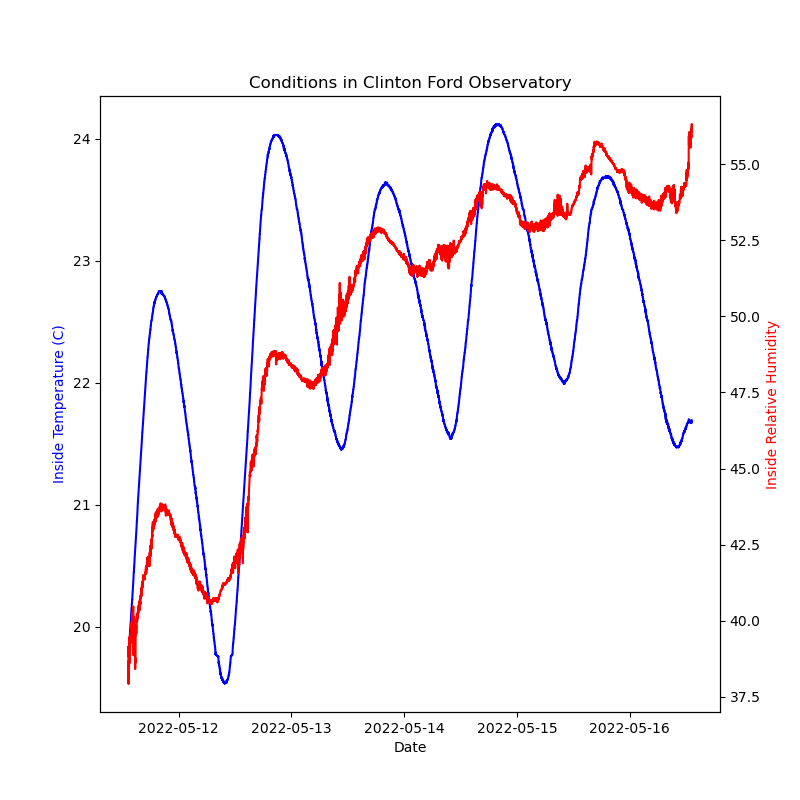 Conditions in Clinton Ford Observatory
24
23
22
21
20
Inside Temperature (C)
55.0
52.5
50.0
47.5
45.0
42.5
40.0
37.5
Inside Relative Humidity
2022-05-12 2022-05-13 2022-05-14 2022-05-15 2022-05-16
Date